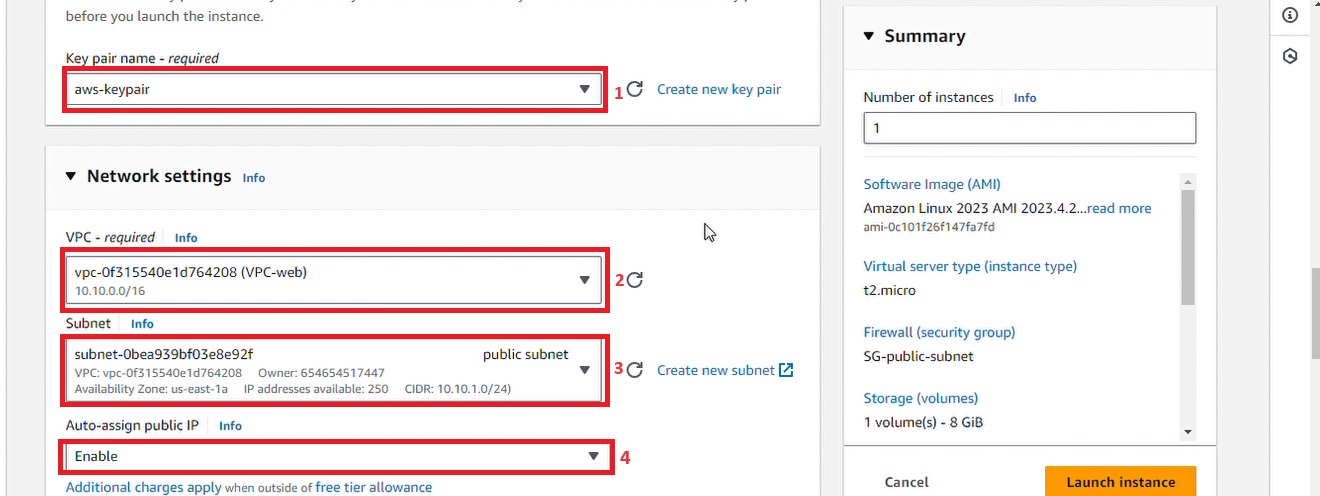 before you launch the instance.
Key pair name - required
aws-keypair
1
Create new key pair
Network settings Info
VPC - required Info
vpc-0f315540e1d764208 (VPC-web)
10.10.0.0/16
2
Subnet Info
subnet-0bea939bf03e8e92f public subnet
VPC: vpc-0f315540e1d764208 Owner: 654654517447
Availability Zone: us-east-1a IP addresses available: 250 CIDR: 10.10.1.0/24)
3
Create new subnet
Auto-assign public IP Info
Enable
4
Additional charges apply when outside of free tier allowance
Summary
Number of instances Info
1
Software Image (AMI)
Amazon Linux 2023 AMI 2023.4.2...read more
ami-0c101f26f147fa7fd
Virtual server type (instance type)
t2.micro
Firewall (security group)
SG-public-subnet
Storage (volumes)
1 volume(s) - 8 GiB
Cancel
Launch instance